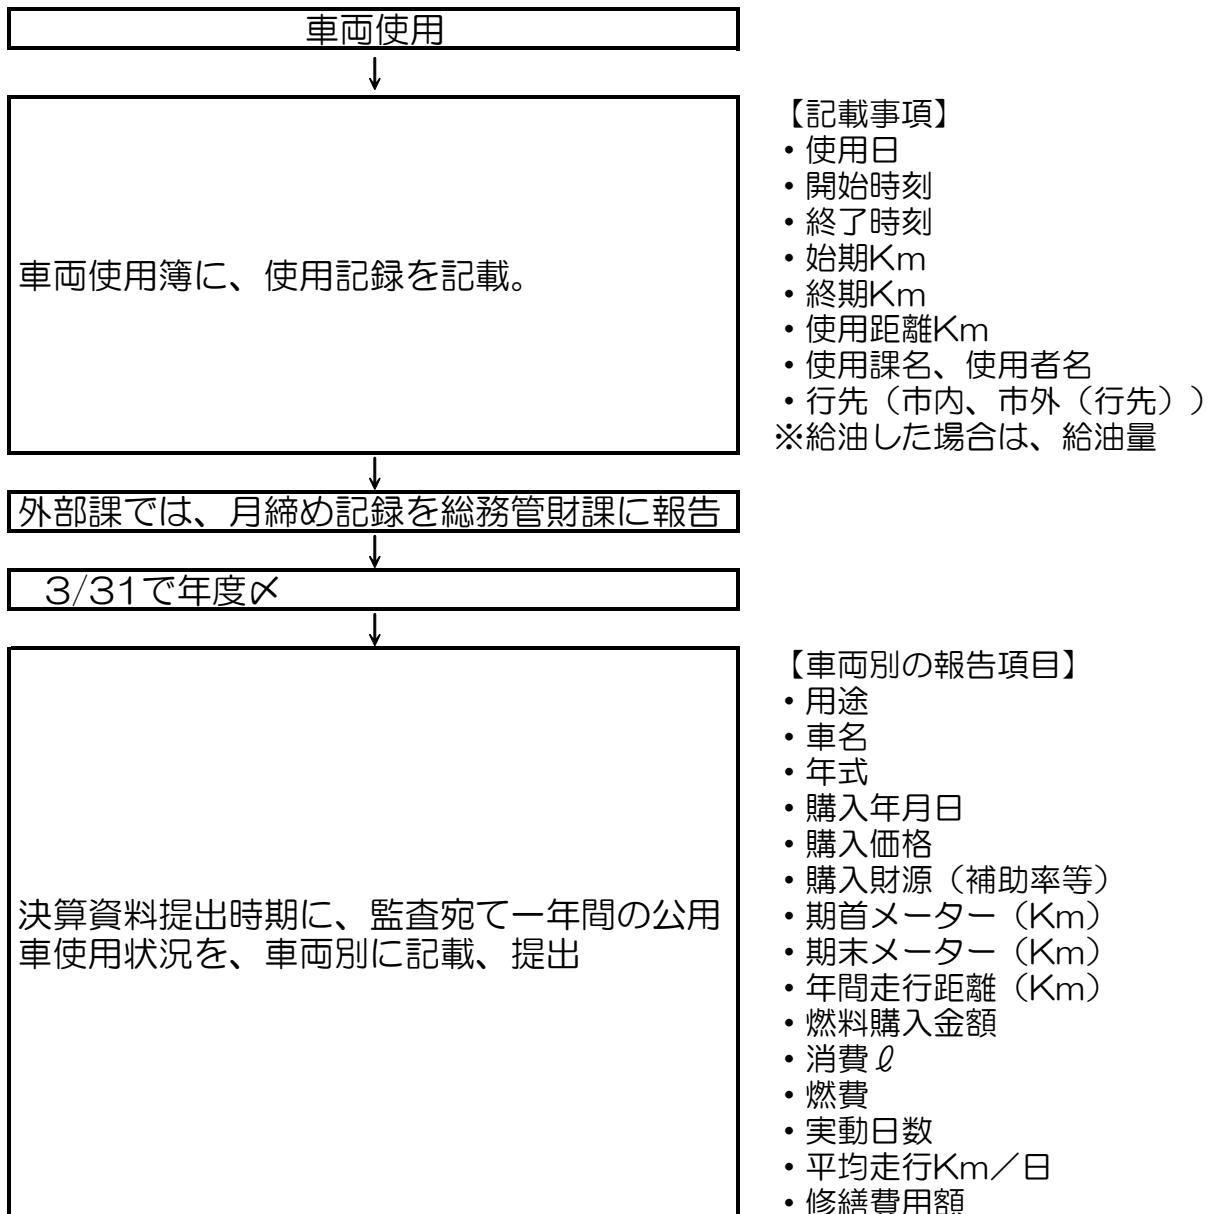 車両使用
↓
車両使用簿に、使用記録を記載。
【記載事項】
・使用日
・開始時刻
・終了時刻
・始期Km
・終期Km
・使用距離Km
・使用課名、使用者名
・行先（市内、市外（行先））
※給油した場合は、給油量
↓
外部課では、月締め記録を総務管財課に報告
↓
3/31で年度〆
↓
決算資料提出時期に、監査宛て一年間の公用
車使用状況を、車両別に記載、提出
【車両別の報告項目】
・用途
・車名
・年式
・購入年月日
・購入価格
・購入財源（補助率等）
・期首メーター（Km）
・期末メーター（Km）
・年間走行距離（Km）
・燃料購入金額
・消費ℓ
・燃費
・実動日数
・平均走行Km／日
・修繕費用額